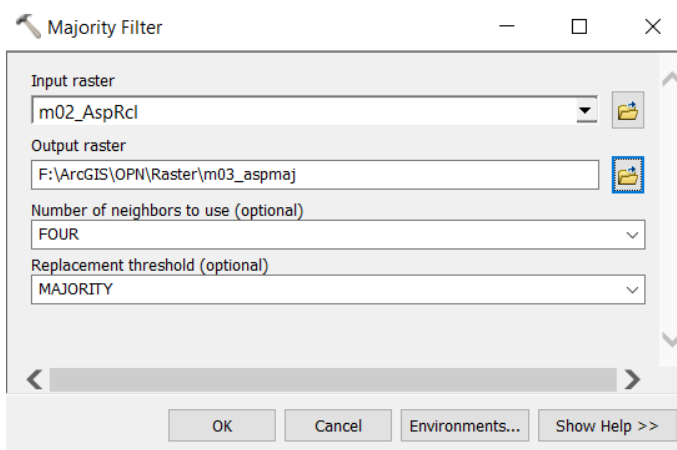 Majority Filter
Input raster
m02_AspRcl
Output raster
F:\ArcGIS\OPN\Raster\m03_aspmaj
Number of neighbors to use (optional)
FOUR
Replacement threshold (optional)
MAJORITY
OK Cancel Environments... Show Help >>